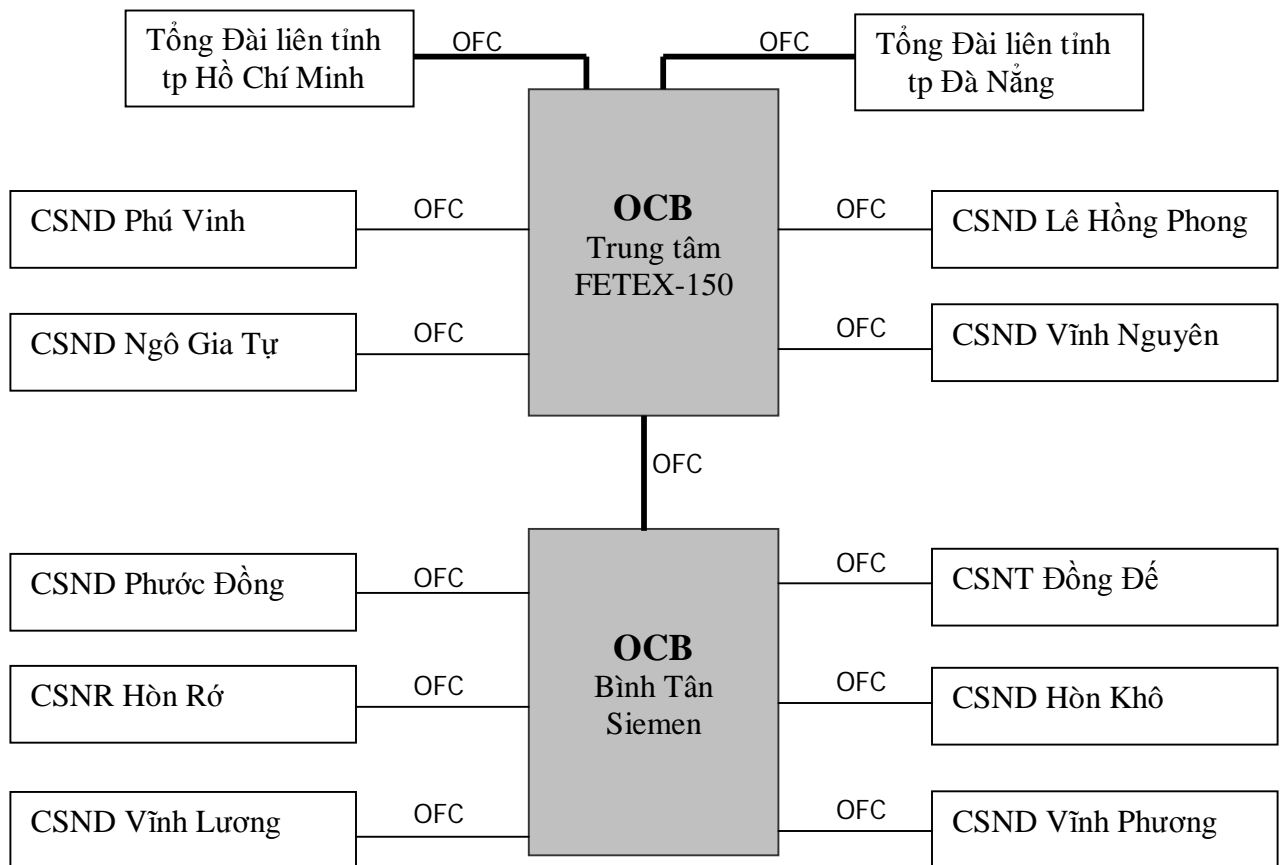 Tổng Đài liên tỉnh
tp Hồ Chí Minh
OFC
OFC
Tổng Đài liên tỉnh
tp Đà Nẳng
CSND Phú Vinh
OFC
OCB
Trung tâm
FETEX-150
OFC
CSND Lê Hồng Phong
CSND Ngô Gia Tự
OFC
OFC
CSND Vĩnh Nguyên
OFC
CSND Phước Đồng
OFC
OCB
Bình Tân
Siemen
OFC
CSNT Đồng Đế
CSNR Hòn Rớ
OFC
OFC
CSND Hòn Khô
CSND Vĩnh Lương
OFC
OFC
CSND Vĩnh Phương